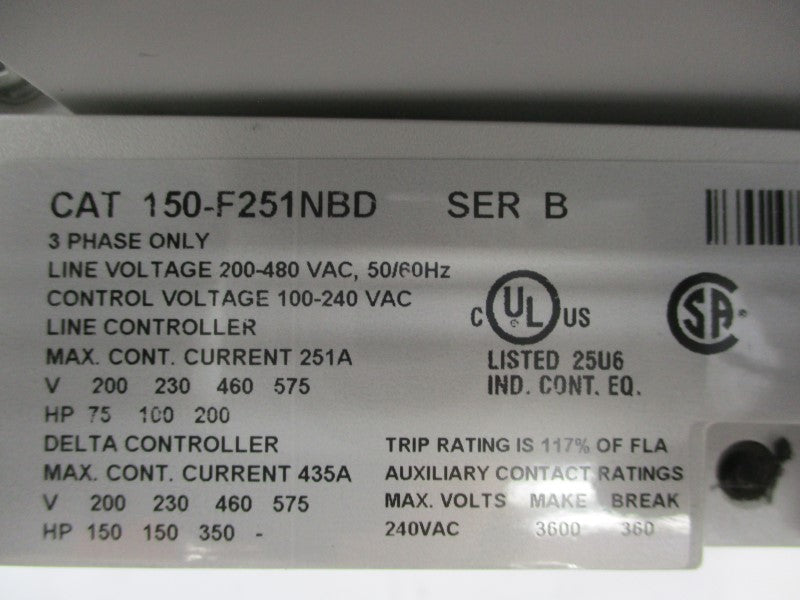 CAT 150-F251NBD SER B
3 PHASE ONLY
LINE VOLTAGE 200-480 VAC, 50/60Hz
CONTROL VOLTAGE 100-240 VAC
LINE CONTROLLER
MAX. CONT. CURRENT 251A
V 200 230 460 575
HP 75 100 200
DELTA CONTROLLER
MAX. CONT. CURRENT 435A
V 200 230 460 575
HP 150 150 350 -
C UL US
LISTED 25U6
IND. CONT. EQ.
SA
TRIP RATING IS 117% OF FLA
AUXILIARY CONTACT RATINGS
MAX. VOLTS MAKE BREAK
240VAC 3600 360